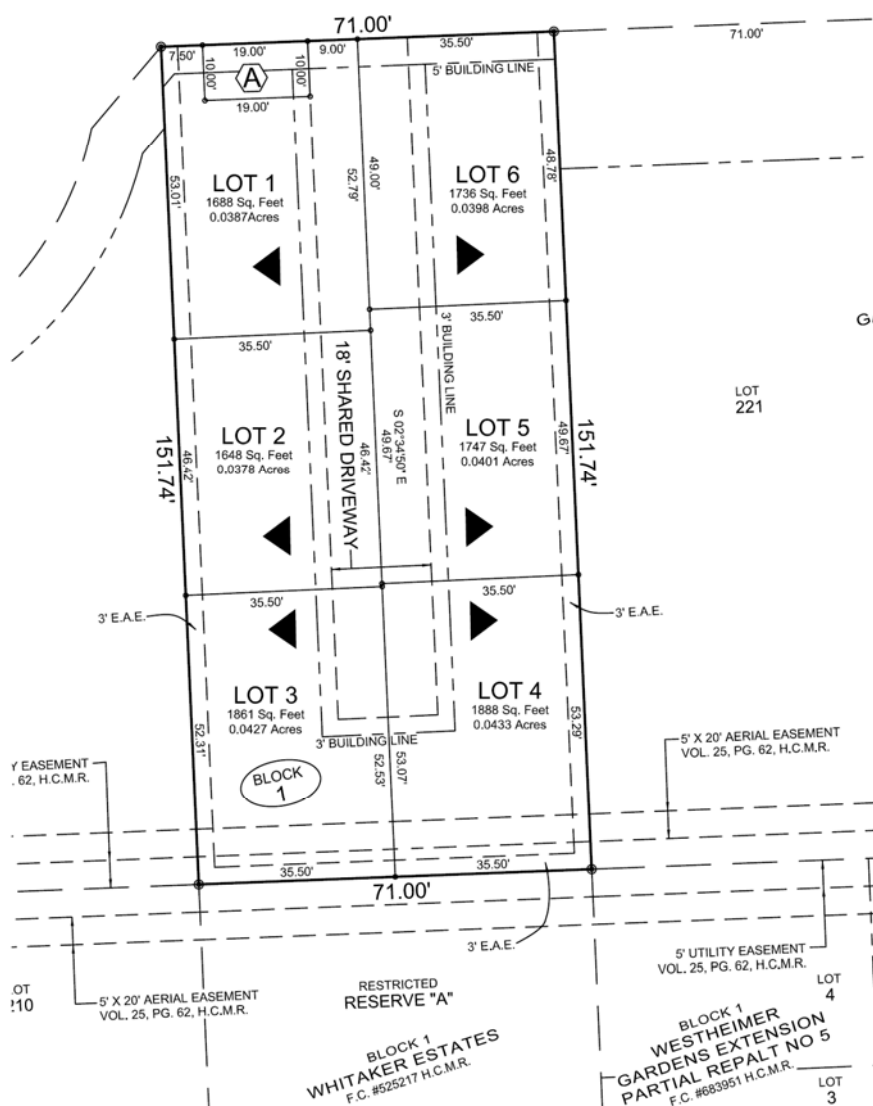 71.00'
7.50'
19.00'
9.00'
35.50'
71.00'
10.00'
A
10.00'
19.00'
5' BUILDING LINE
53.01'
52.79'
49.00'
48.78'
LOT 1
1688 Sq. Feet
0.0387Acres
LOT 6
1736 Sq. Feet
0.0398 Acres
35.50'
35.50'
3' BUILDING LINE
G
LOT
221
18' SHARED DRIVEWAY
S 02°34'50" E
49.67'
46.42'
LOT 2
1648 Sq. Feet
0.0378 Acres
LOT 5
1747 Sq. Feet
0.0401 Acres
151.74'
46.42'
49.67'
151.74'
35.50'
35.50'
3' E.A.E.
3' E.A.E.
LOT 3
1861 Sq. Feet
0.0427 Acres
LOT 4
1888 Sq. Feet
0.0433 Acres
52.31'
53.29'
3' BUILDING LINE
53.07'
52.53'
BLOCK
1
5' X 20' AERIAL EASEMENT
VOL. 25, PG. 62, H.C.M.R.
Y EASEMENT
. 62, H.C.M.R.
35.50'
35.50'
71.00'
3' E.A.E.
5' UTILITY EASEMENT
VOL. 25, PG. 62, H.C.M.R.
5' X 20' AERIAL EASEMENT
VOL. 25, PG. 62, H.C.M.R.
LOT
210
RESTRICTED
RESERVE "A"
BLOCK 1
WHITAKER ESTATES
F.C. #525217 H.C.M.R.
LOT
4
BLOCK 1
WESTHEIMER
GARDENS EXTENSION
PARTIAL REPALT NO 5
F.C. #683951 H.C.M.R.
LOT
3